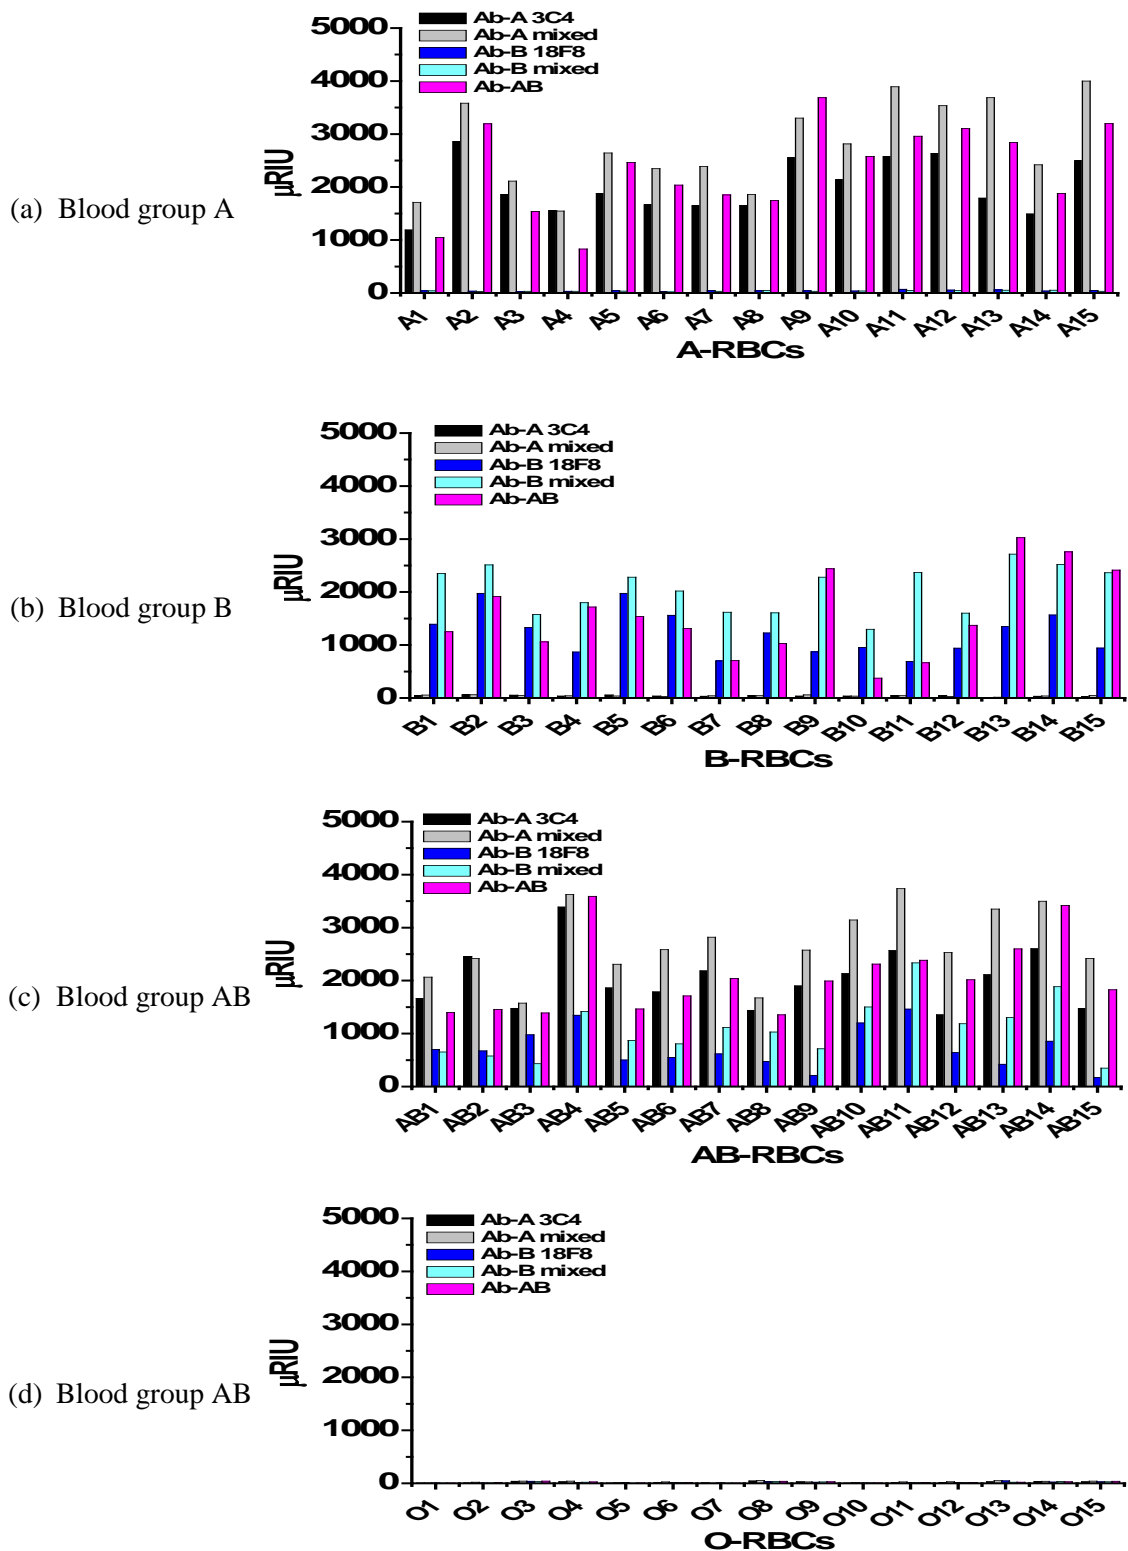 5000
4000
3000
2000
1000
0
µRIU
Ab-A 3C4
Ab-A mixed
Ab-B 18F8
Ab-B mixed
Ab-AB
(a) Blood group A
A1 A2 A3 A4 A5 A6 A7 A8 A9 A10 A11 A12 A13 A14 A15
A-RBCs
5000
4000
3000
2000
1000
0
µRIU
Ab-A 3C4
Ab-A mixed
Ab-B 18F8
Ab-B mixed
Ab-AB
(b) Blood group B
B1 B2 B3 B4 B5 B6 B7 B8 B9 B10 B11 B12 B13 B14 B15
B-RBCs
5000
4000
3000
2000
1000
0
µRIU
Ab-A 3C4
Ab-A mixed
Ab-B 18F8
Ab-B mixed
Ab-AB
(c) Blood group AB
AB1 AB2 AB3 AB4 AB5 AB6 AB7 AB8 AB9 AB10 AB11 AB12 AB13 AB14 AB15
AB-RBCs
5000
4000
3000
2000
1000
0
µRIU
Ab-A 3C4
Ab-A mixed
Ab-B 18F8
Ab-B mixed
Ab-AB
(d) Blood group AB
O1 O2 O3 O4 O5 O6 O7 O8 O9 O10 O11 O12 O13 O14 O15
O-RBCs